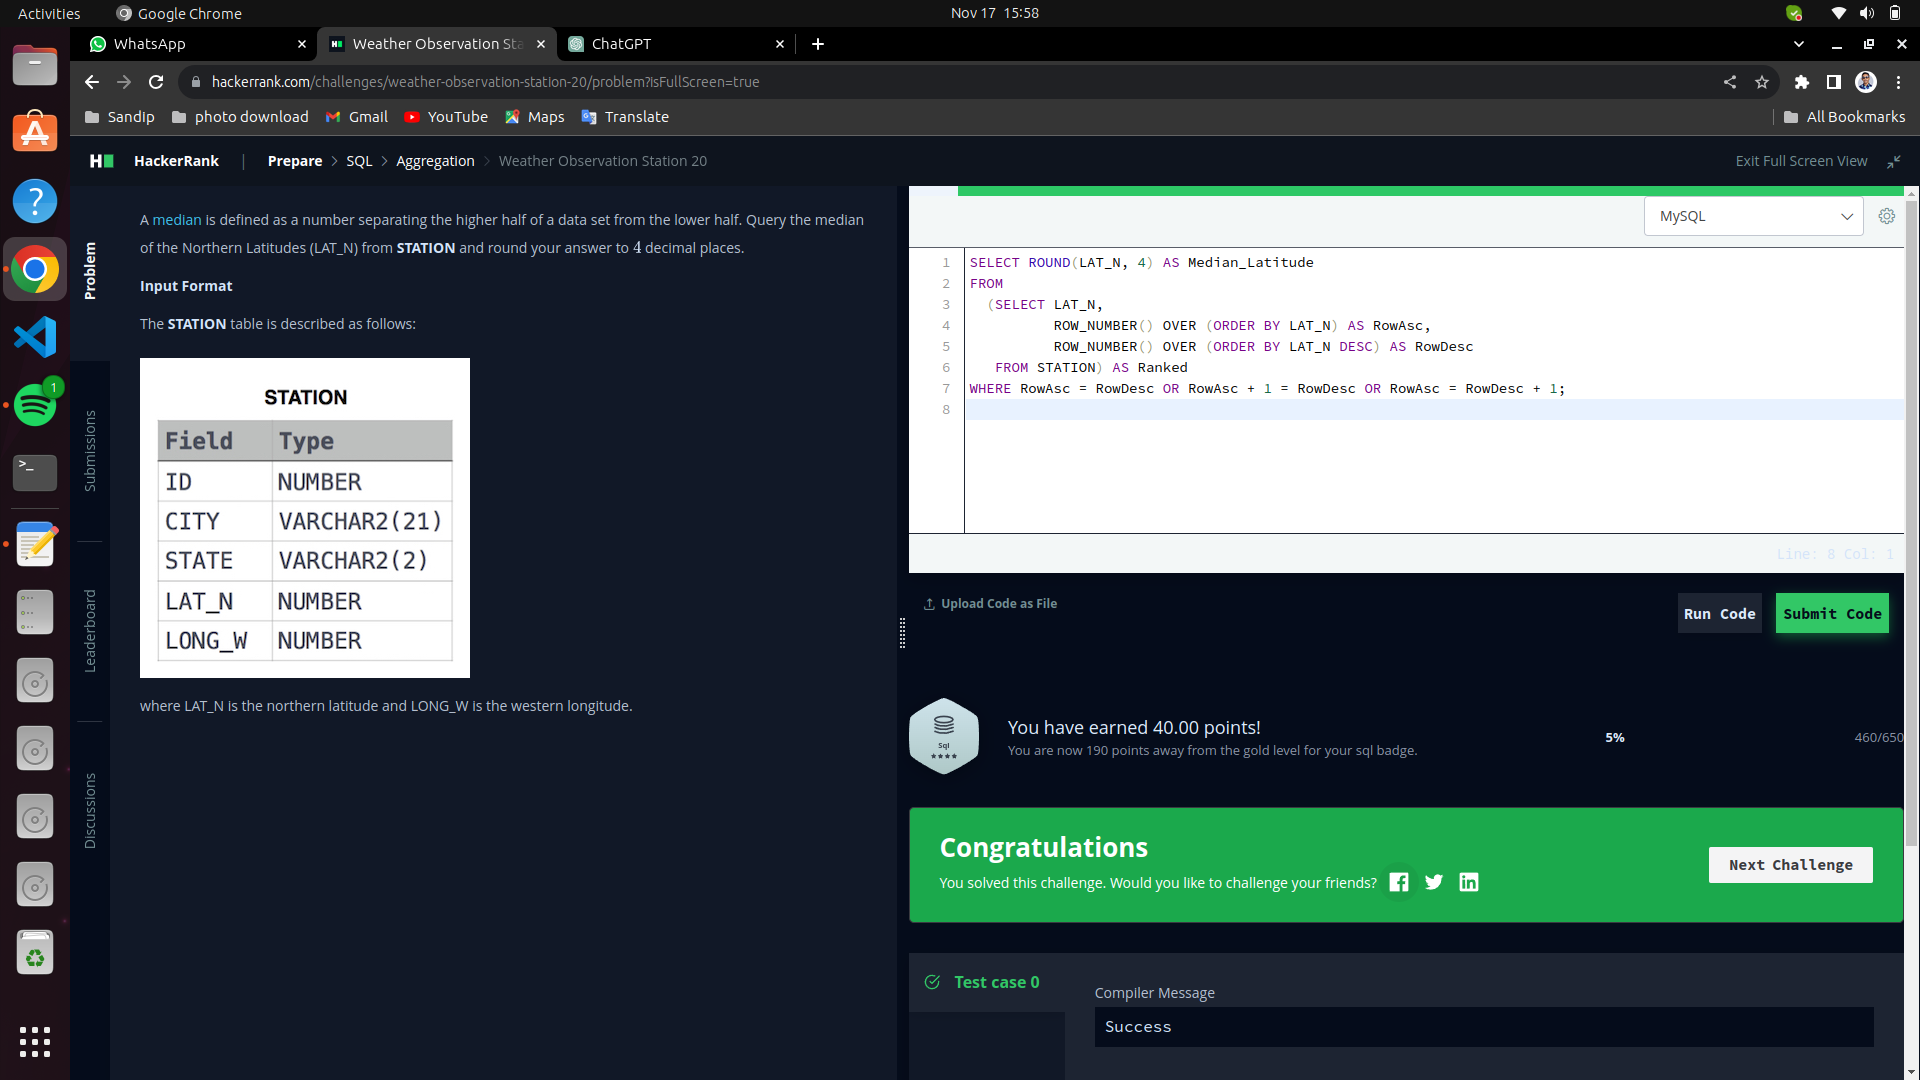 Activities
Google Chrome
Nov 17 15:58
WhatsApp
Weather Observation Sta
ChatGPT
hackerrank.com/challenges/weather-observation-station-20/problem?isFullScreen=true
Sandip
photo download
Gmail
YouTube
Maps
Translate
All Bookmarks
HackerRank
Prepare > SQL > Aggregation > Weather Observation Station 20
Exit Full Screen View
Problem
Submissions
Leaderboard
Discussions
1
A median is defined as a number separating the higher half of a data set from the lower half. Query the median
of the Northern Latitudes (LAT_N) from STATION and round your answer to 4 decimal places.
Input Format
The STATION table is described as follows:
STATION
Field Type
ID NUMBER
CITY VARCHAR2(21)
STATE VARCHAR2(2)
LAT_N NUMBER
LONG_W NUMBER
where LAT_N is the northern latitude and LONG_W is the western longitude.
MySQL
1 SELECT ROUND(LAT_N, 4) AS Median_Latitude
2 FROM
3 (SELECT LAT_N,
4 ROW_NUMBER() OVER (ORDER BY LAT_N) AS RowAsc,
5 ROW_NUMBER() OVER (ORDER BY LAT_N DESC) AS RowDesc
6 FROM STATION) AS Ranked
7 WHERE RowAsc = RowDesc OR RowAsc + 1 = RowDesc OR RowAsc = RowDesc + 1;
8
Line: 8 Col: 1
Upload Code as File
Run Code
Submit Code
Sql
You have earned 40.00 points!
You are now 190 points away from the gold level for your sql badge.
5%
460/650
Congratulations
You solved this challenge. Would you like to challenge your friends?
Next Challenge
Test case 0
Compiler Message
Success